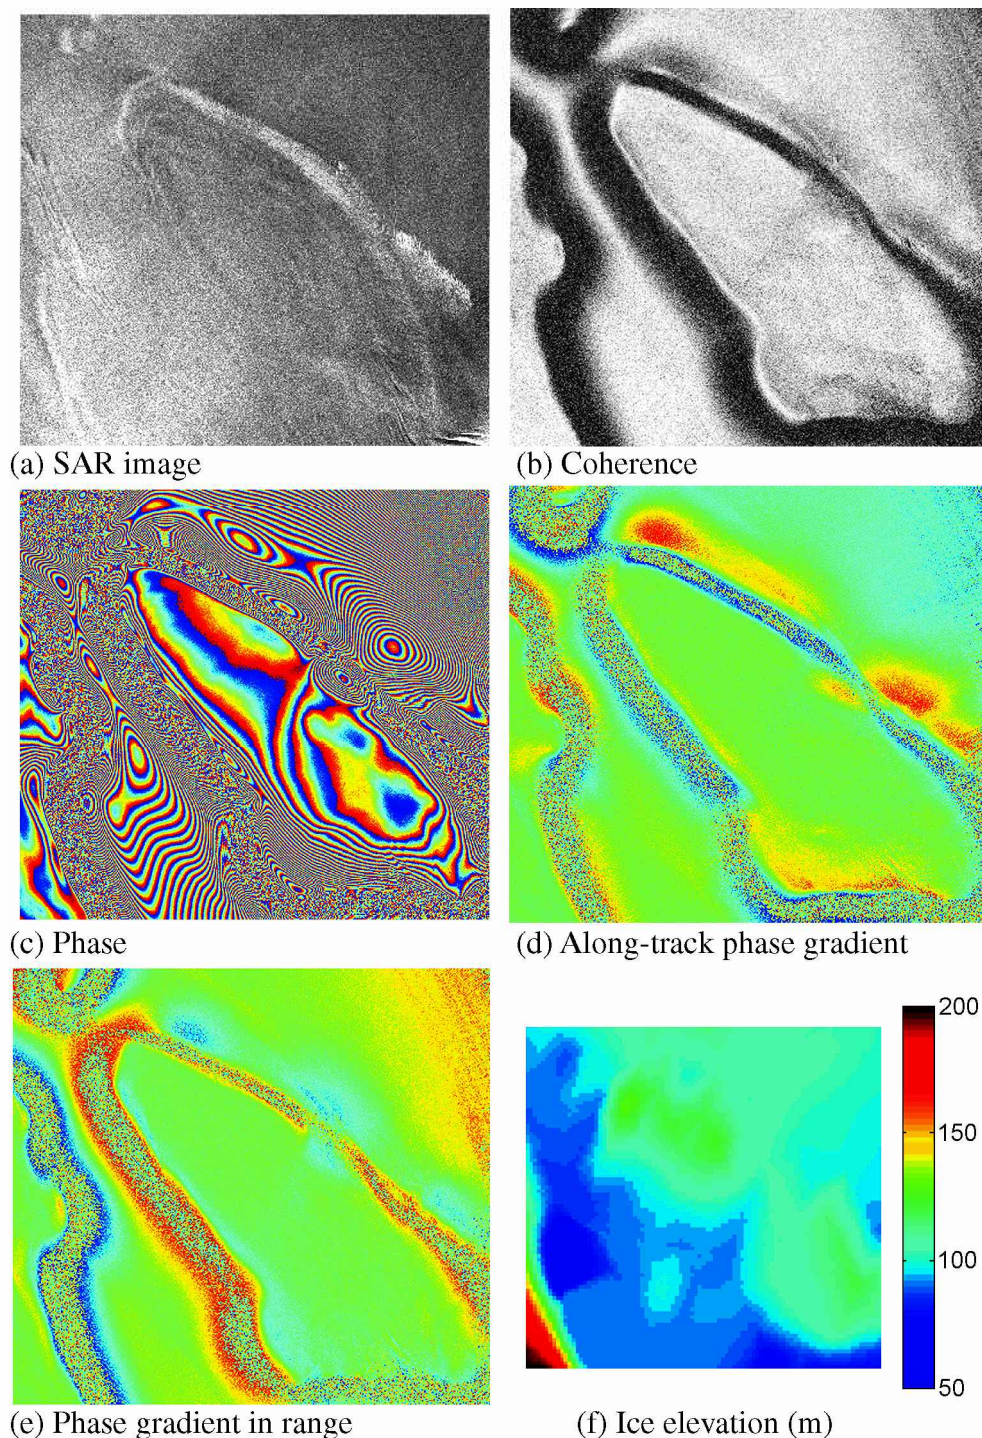 (a) SAR image
(b) Coherence
(c) Phase
(d) Along-track phase gradient
(e) Phase gradient in range
(f) Ice elevation (m)
200
150
100
50